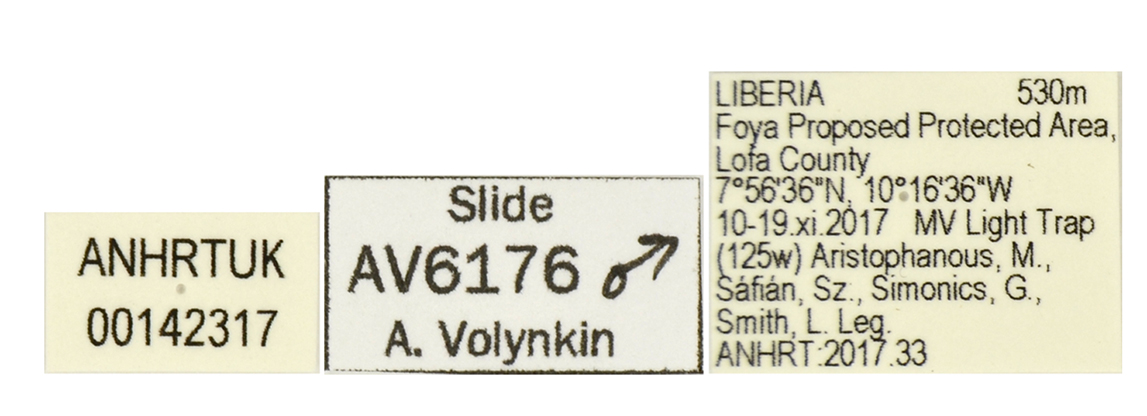 ANHRTUK
00142317
Slide
AV6176 ♂
A. Volynkin
LIBERIA 530m
Foya Proposed Protected Area,
Lofa County
7°56'36"N, 10°16'36"W
10-19.xi.2017 MV Light Trap
(125w) Aristophanous, M.,
Sáfián, Sz., Simonics, G.,
Smith, L. Leg.
ANHRT:2017.33